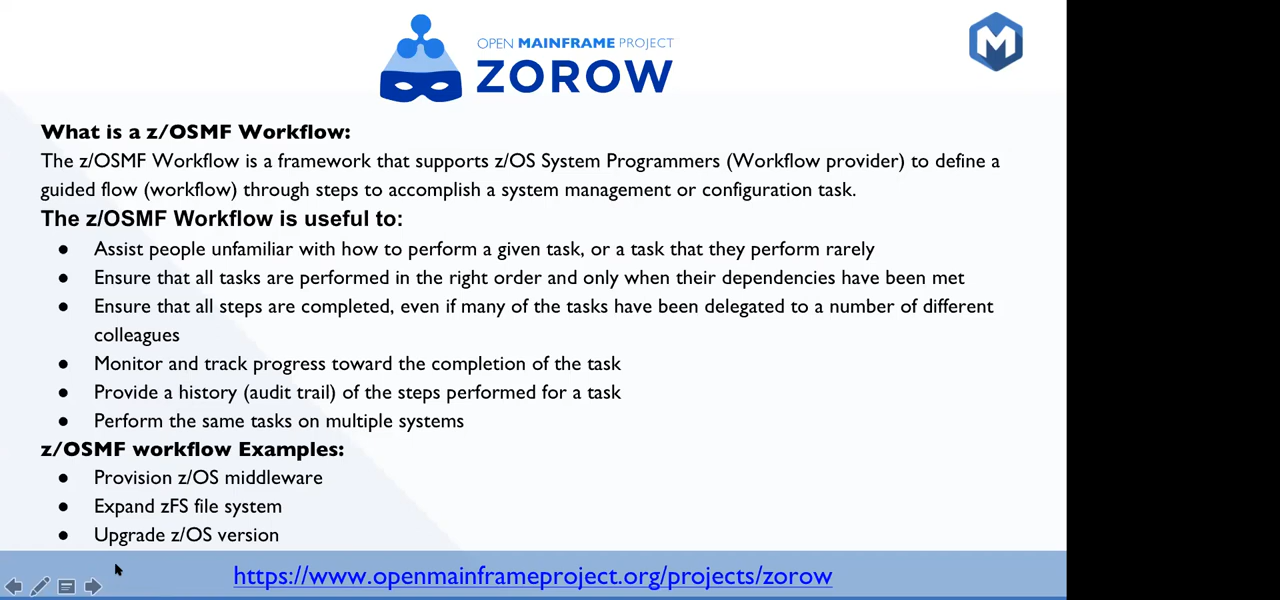 OPEN MAINFRAME PROJECT
ZOROW
M
What is a z/OSMF Workflow:
The z/OSMF Workflow is a framework that supports z/OS System Programmers (Workflow provider) to define a
guided flow (workflow) through steps to accomplish a system management or configuration task.
The z/OSMF Workflow is useful to:
● Assist people unfamiliar with how to perform a given task, or a task that they perform rarely
● Ensure that all tasks are performed in the right order and only when their dependencies have been met
● Ensure that all steps are completed, even if many of the tasks have been delegated to a number of different
colleagues
● Monitor and track progress toward the completion of the task
● Provide a history (audit trail) of the steps performed for a task
● Perform the same tasks on multiple systems
z/OSMF workflow Examples:
● Provision z/OS middleware
● Expand zFS file system
● Upgrade z/OS version
https://www.openmainframeproject.org/projects/zorow